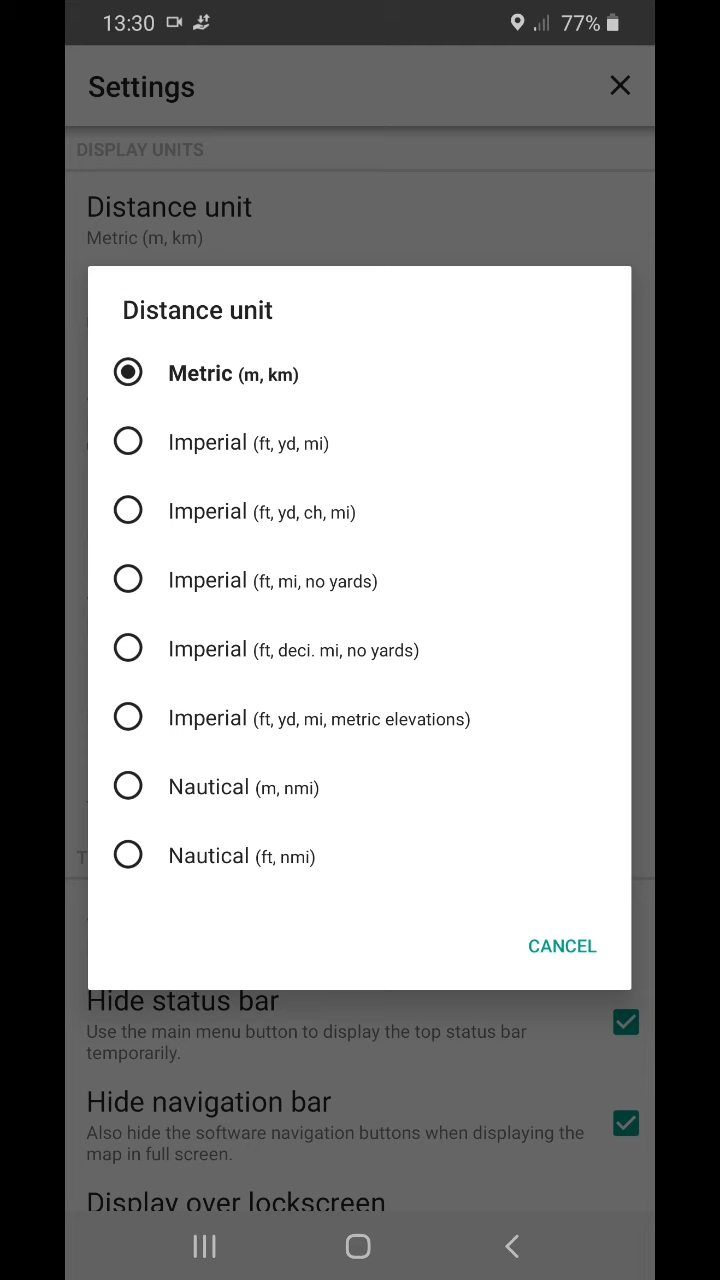 13:30
77%
Settings
DISPLAY UNITS
Distance unit
Metric (m, km)
Distance unit
Metric (m, km)
Imperial (ft, yd, mi)
Imperial (ft, yd, ch, mi)
Imperial (ft, mi, no yards)
Imperial (ft, deci. mi, no yards)
Imperial (ft, yd, mi, metric elevations)
Nautical (m, nmi)
Nautical (ft, nmi)
T
CANCEL
Hide status bar
Use the main menu button to display the top status bar
temporarily.
Hide navigation bar
Also hide the software navigation buttons when displaying the
map in full screen.
Display over lockscreen